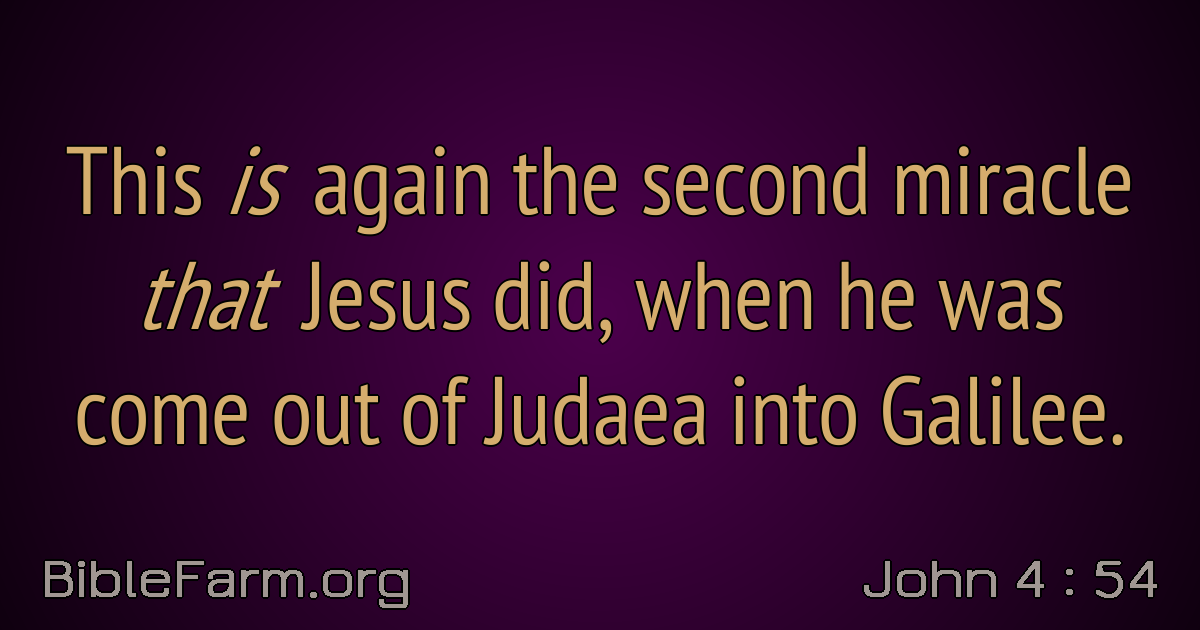 This is again the second miracle
that Jesus did, when he was
come out of Judaea into Galilee.
BibleFarm.org
John 4 : 54